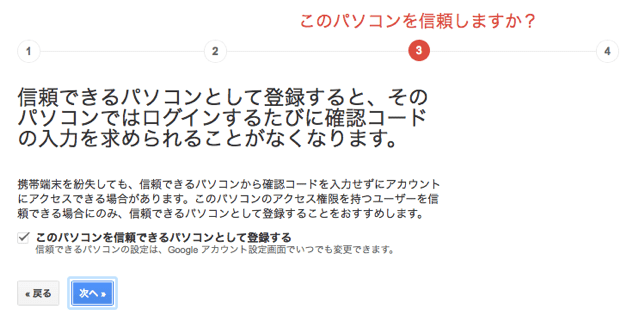 このパソコンを信頼しますか？
1 2 3 4
信頼できるパソコンとして登録すると、その
パソコンではログインするたびに確認コード
の入力を求められることがなくなります。
携帯端末を紛失しても、信頼できるパソコンから確認コードを入力せずにアカウント
にアクセスできる場合があります。このパソコンのアクセス権限を持つユーザーを信
頼できる場合にのみ、信頼できるパソコンとして登録することをおすすめします。
このパソコンを信頼できるパソコンとして登録する
信頼できるパソコンの設定は、Google アカウント設定画面でいつでも変更できます。
« 戻る 次へ »